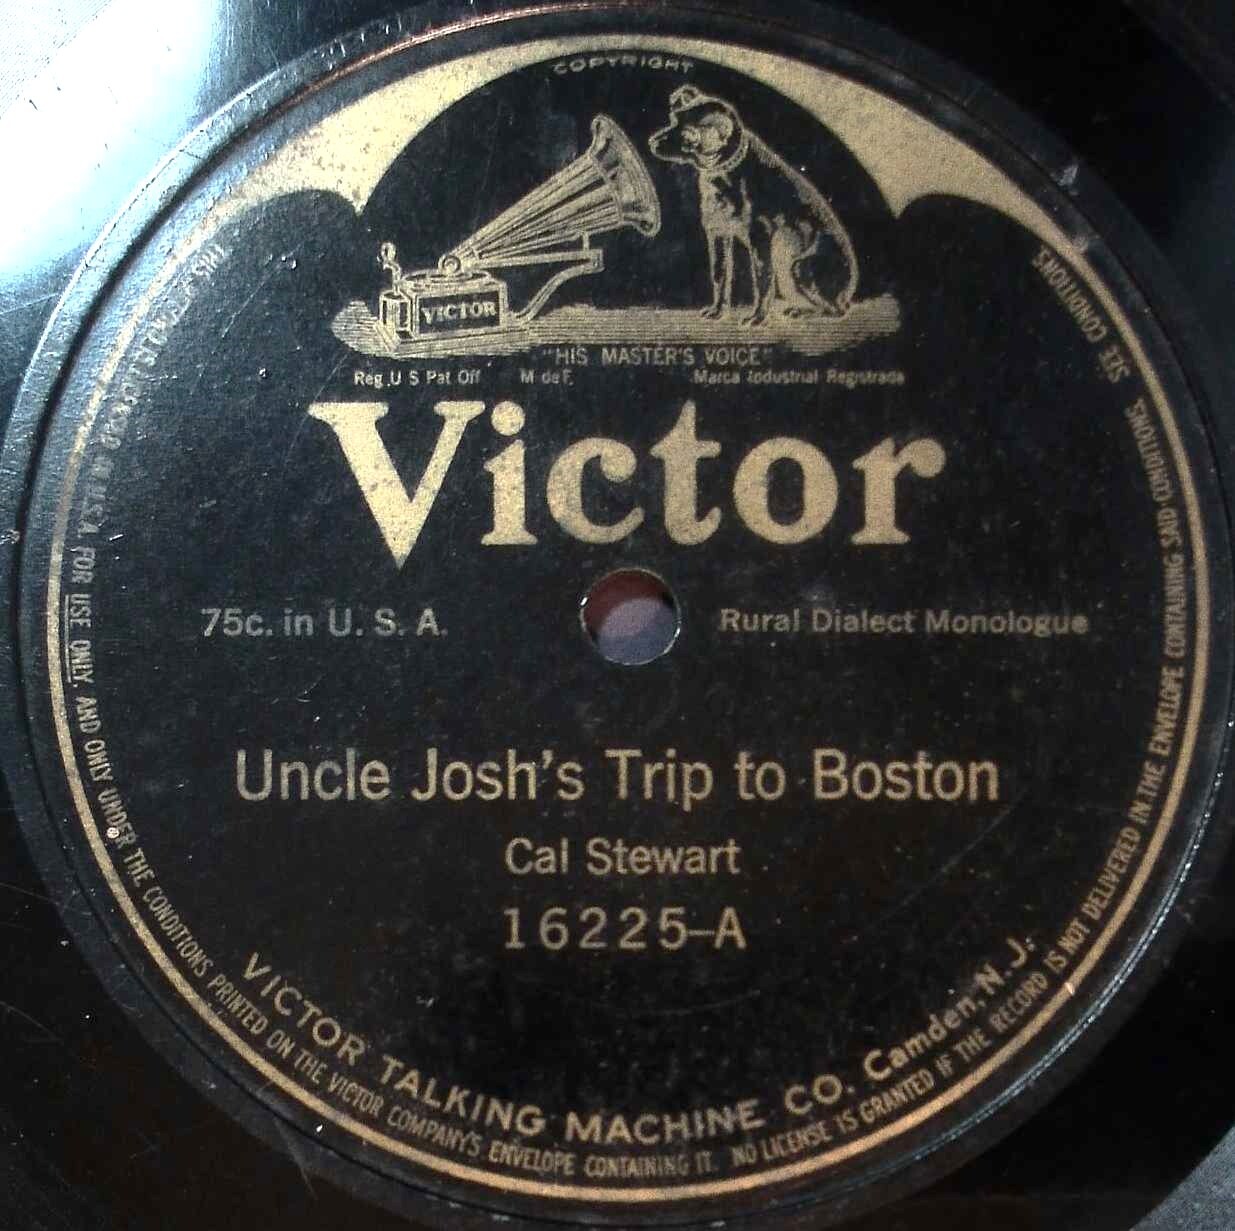 COPYRIGHT
VICTOR
"HIS MASTER'S VOICE"
Reg. U S Pat Off M de F. Marca Industrial Registrada
Victor
75c. in U. S. A. Rural Dialect Monologue
Uncle Josh's Trip to Boston
Cal Stewart
16225–A
VICTOR TALKING MACHINE CO. Camden, N. J.
THIS IN U.S.A. FOR USE ONLY, AND ONLY UNDER THE CONDITIONS PRINTED ON THE VICTOR COMPANY'S ENVELOPE CONTAINING IT. NO LICENSE IS GRANTED IF THE RECORD IS NOT DELIVERED IN THE ENVELOPE CONTAINING SAID CONDITIONS. SEE CONDITIONS